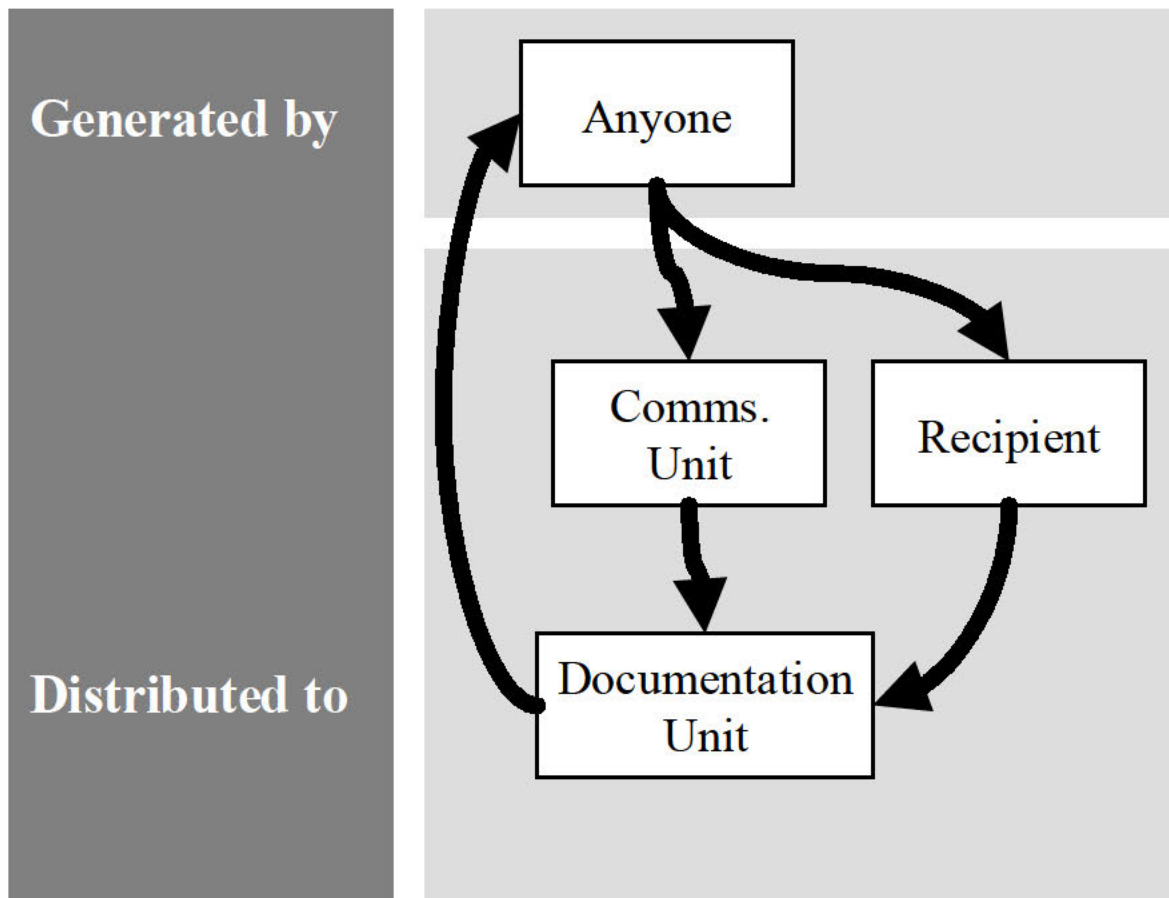 Generated by
Anyone
Comms.
Unit
Recipient
Distributed to
Documentation
Unit